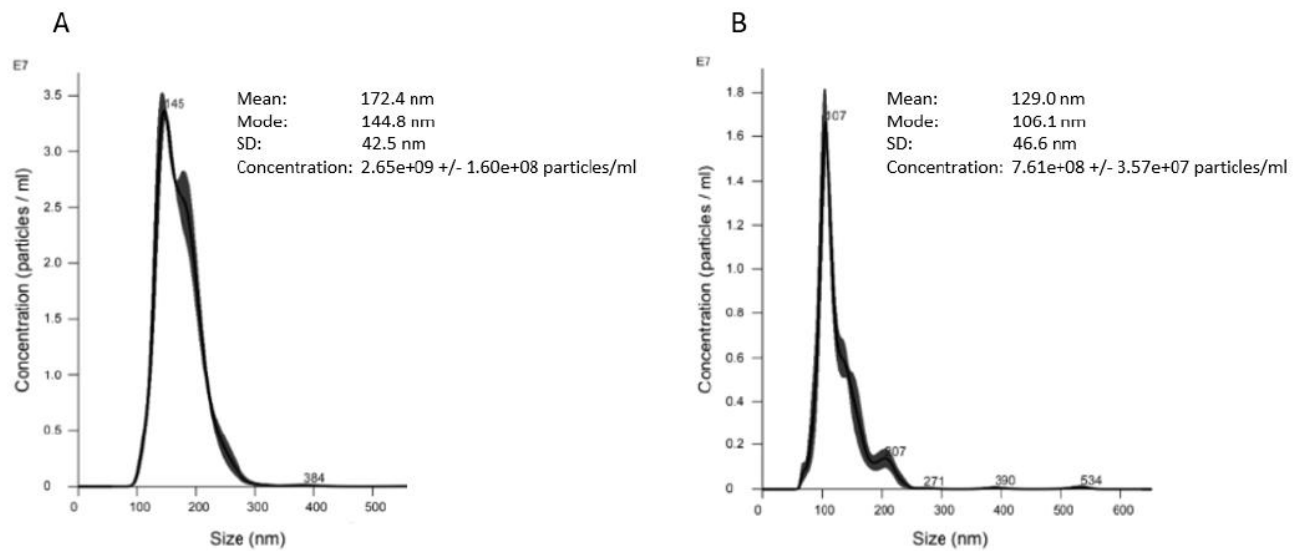 A
E7
3.5
3.0
2.5
2.0
1.5
1.0
0.5
0
Concentration (particles / ml)
145
384
0
100
200
300
400
500
Size (nm)
Mean: 172.4 nm
Mode: 144.8 nm
SD: 42.5 nm
Concentration: 2.65e+09 +/- 1.60e+08 particles/ml
B
E7
1.8
1.6
1.4
1.2
1.0
0.8
0.6
0.4
0.2
0
Concentration (particles / ml)
107
207
271
390
534
0
100
200
300
400
500
600
Size (nm)
Mean: 129.0 nm
Mode: 106.1 nm
SD: 46.6 nm
Concentration: 7.61e+08 +/- 3.57e+07 particles/ml